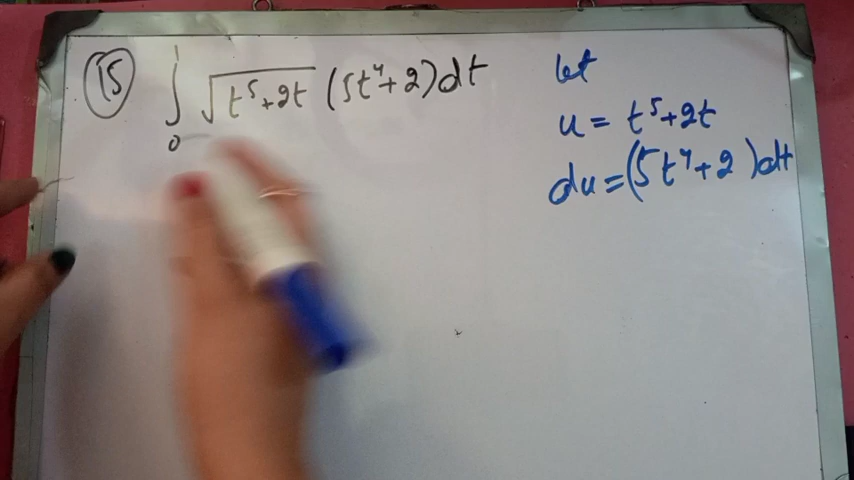 (15) ∫₀¹ √(t⁵+2t) (5t⁴+2)dt
let
u = t⁵+2t
du=(5t⁴+2)dt